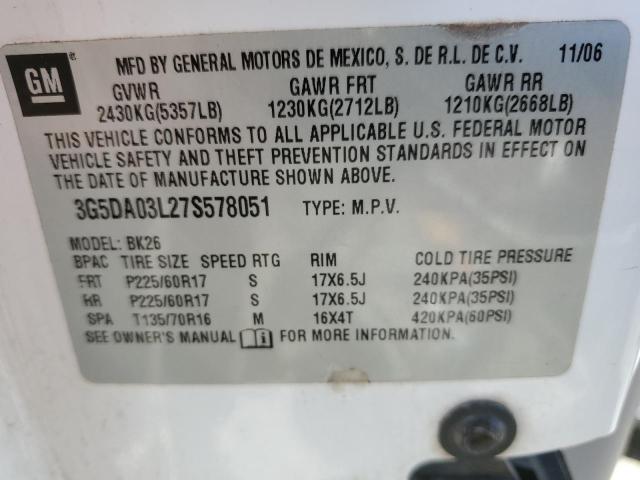 GM
MFD BY GENERAL MOTORS DE MEXICO, S. DE R.L. DE C.V. 11/06
GVWR GAWR FRT GAWR RR
2430KG(5357LB) 1230KG(2712LB) 1210KG(2668LB)
THIS VEHICLE CONFORMS TO ALL APPLICABLE U.S. FEDERAL MOTOR
VEHICLE SAFETY AND THEFT PREVENTION STANDARDS IN EFFECT ON
THE DATE OF MANUFACTURE SHOWN ABOVE.
3G5DA03L27S578051 TYPE: M.P.V.
MODEL: BK26
BPAC TIRE SIZE SPEED RTG RIM COLD TIRE PRESSURE
FRT P225/60R17 S 17X6.5J 240KPA(35PSI)
RR P225/60R17 S 17X6.5J 240KPA(35PSI)
SPA T135/70R16 M 16X4T 420KPA(60PSI)
SEE OWNER'S MANUAL FOR MORE INFORMATION.